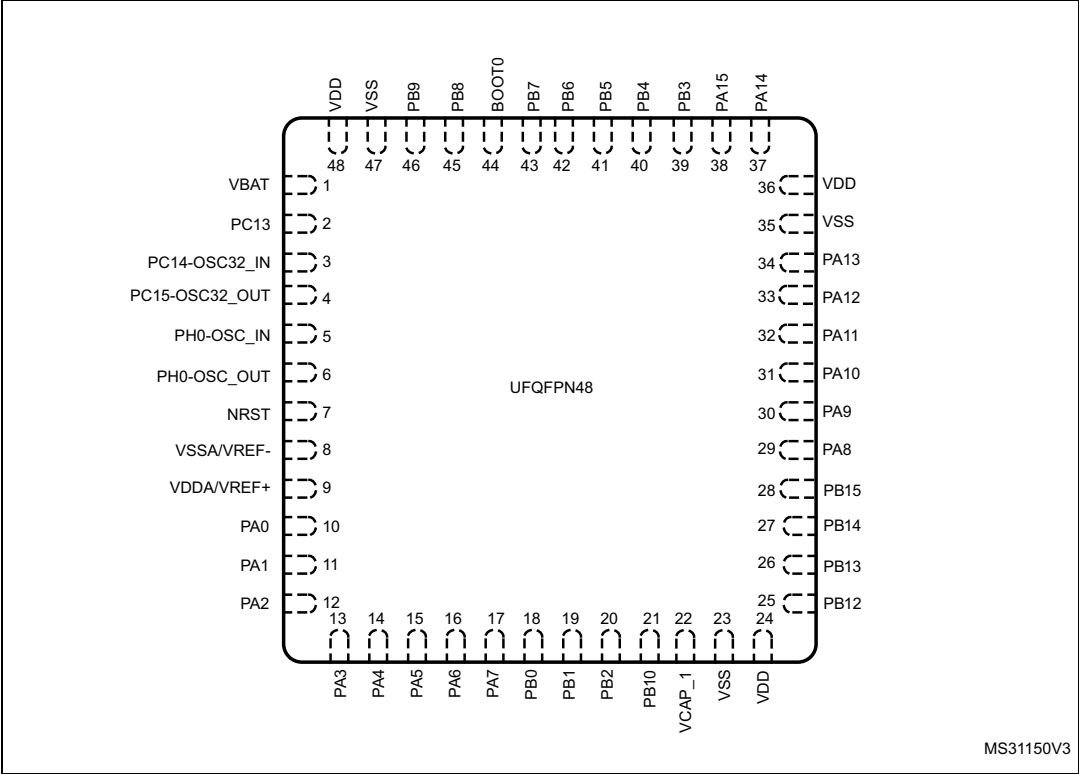 VDD
VSS
PB9
PB8
BOOT0
PB7
PB6
PB5
PB4
PB3
PA15
PA14
48
47
46
45
44
43
42
41
40
39
38
37
VBAT 1
PC13 2
PC14-OSC32_IN 3
PC15-OSC32_OUT 4
PH0-OSC_IN 5
PH0-OSC_OUT 6
NRST 7
VSSA/VREF- 8
VDDA/VREF+ 9
PA0 10
PA1 11
PA2 12
UFQFPN48
36 VDD
35 VSS
34 PA13
33 PA12
32 PA11
31 PA10
30 PA9
29 PA8
28 PB15
27 PB14
26 PB13
25 PB12
13
14
15
16
17
18
19
20
21
22
23
24
PA3
PA4
PA5
PA6
PA7
PB0
PB1
PB2
PB10
VCAP_1
VSS
VDD
MS31150V3